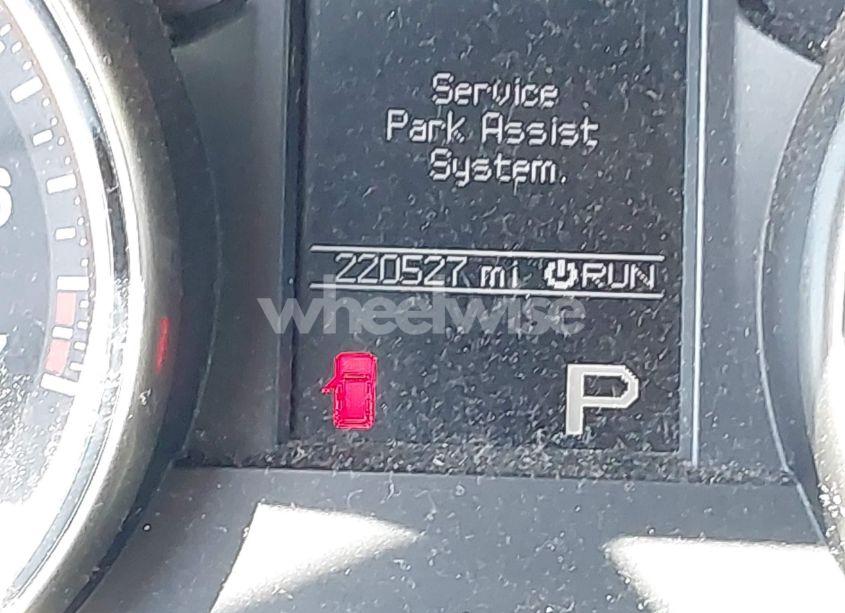 Service
Park Assist
System.
220527 mi RUN
wheelwise
P